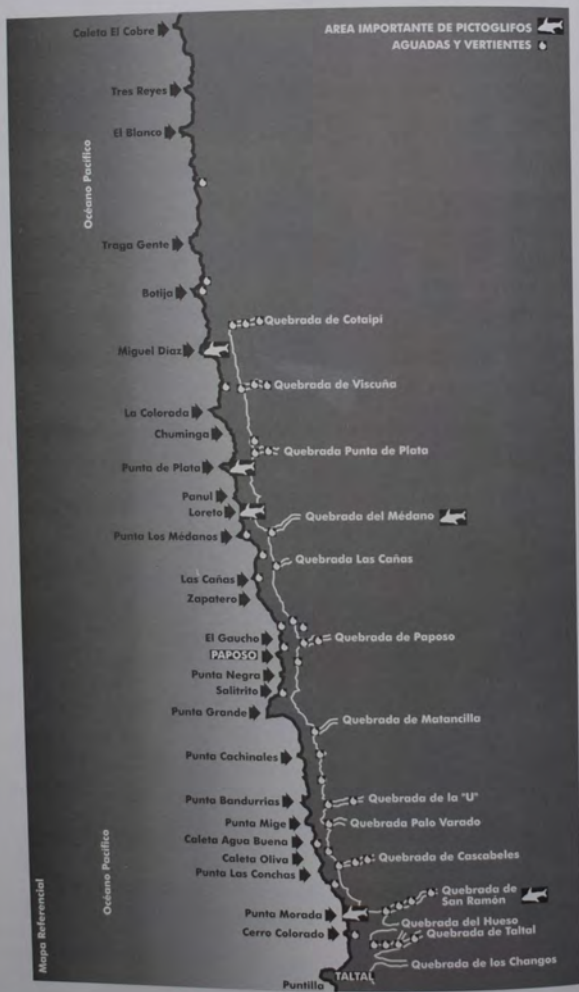 AREA IMPORTANTE DE PICTOGLIFOS
AGUADAS Y VERTIENTES
Caleta El Cobre
Tres Reyes
El Blanco
Océano Pacífico
Traga Gente
Botija
Quebrada de Cotaipí
Miguel Diaz
Quebrada de Viscuña
La Colorada
Chuminga
Quebrada Punta de Plata
Punta de Plata
Panul
Loreto
Quebrada del Médano
Punta Los Médanos
Quebrada Las Cañas
Las Cañas
Zapatero
El Gaucho
Quebrada de Paposo
PAPOSO
Punta Negra
Salitrito
Punta Grande
Quebrada de Matancilla
Punta Cachinales
Punta Bandurrias
Quebrada de la "U"
Punta Mige
Quebrada Palo Varado
Caleta Agua Buena
Caleta Oliva
Quebrada de Cascabeles
Punta Las Conchas
Océano Pacífico
Quebrada de
San Ramón
Punta Morada
Quebrada del Hueso
Cerro Colorado
Quebrada de Taltal
Quebrada de los Changos
TALTAL
Puntilla
Mapa Referencial